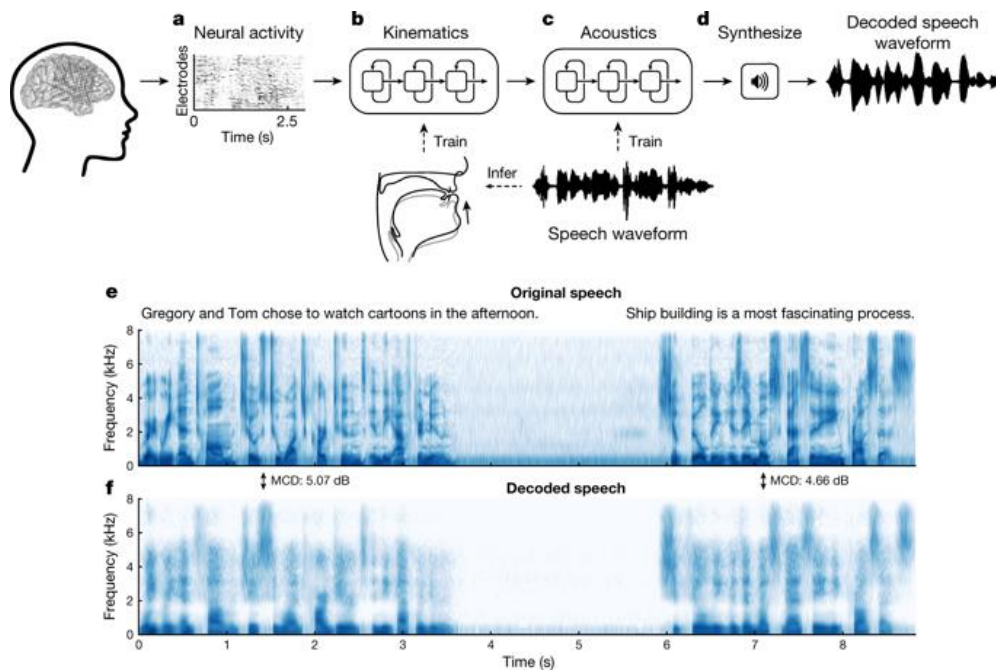 a
Neural activity
Electrodes
0
2.5
Time (s)
b
Kinematics
c
Acoustics
d
Synthesize
Decoded speech
waveform
Train
Train
Infer
Speech waveform
e
Original speech
Gregory and Tom chose to watch cartoons in the afternoon.
Ship building is a most fascinating process.
Frequency (kHz)
8
6
4
2
0
MCD: 5.07 dB
MCD: 4.66 dB
f
Decoded speech
Frequency (kHz)
8
6
4
2
0
0 1 2 3 4 5 6 7 8
Time (s)